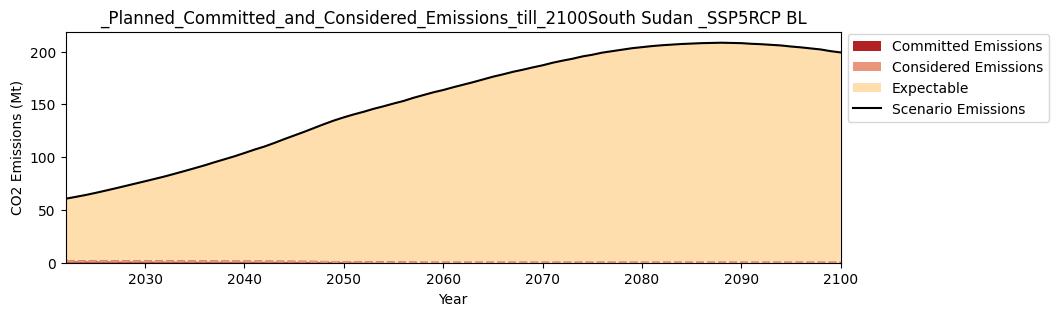 _Planned_Committed_and_Considered_Emissions_till_2100South Sudan _SSP5RCP BL
CO2 Emissions (Mt)
200
150
100
50
0
2030 2040 2050 2060 2070 2080 2090 2100
Year
Committed Emissions
Considered Emissions
Expectable
Scenario Emissions